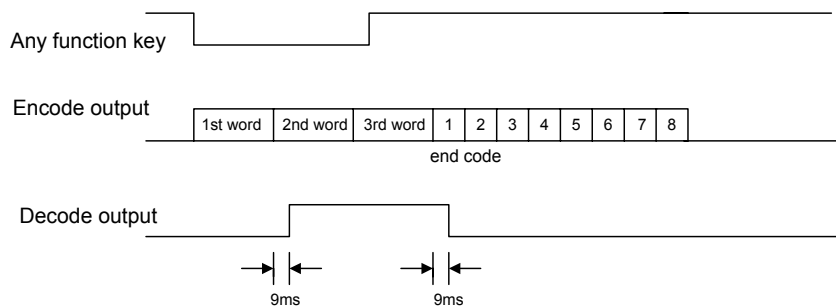 Any function key
Encode output
1st word 2nd word 3rd word 1 2 3 4 5 6 7 8
end code
Decode output
9ms 9ms